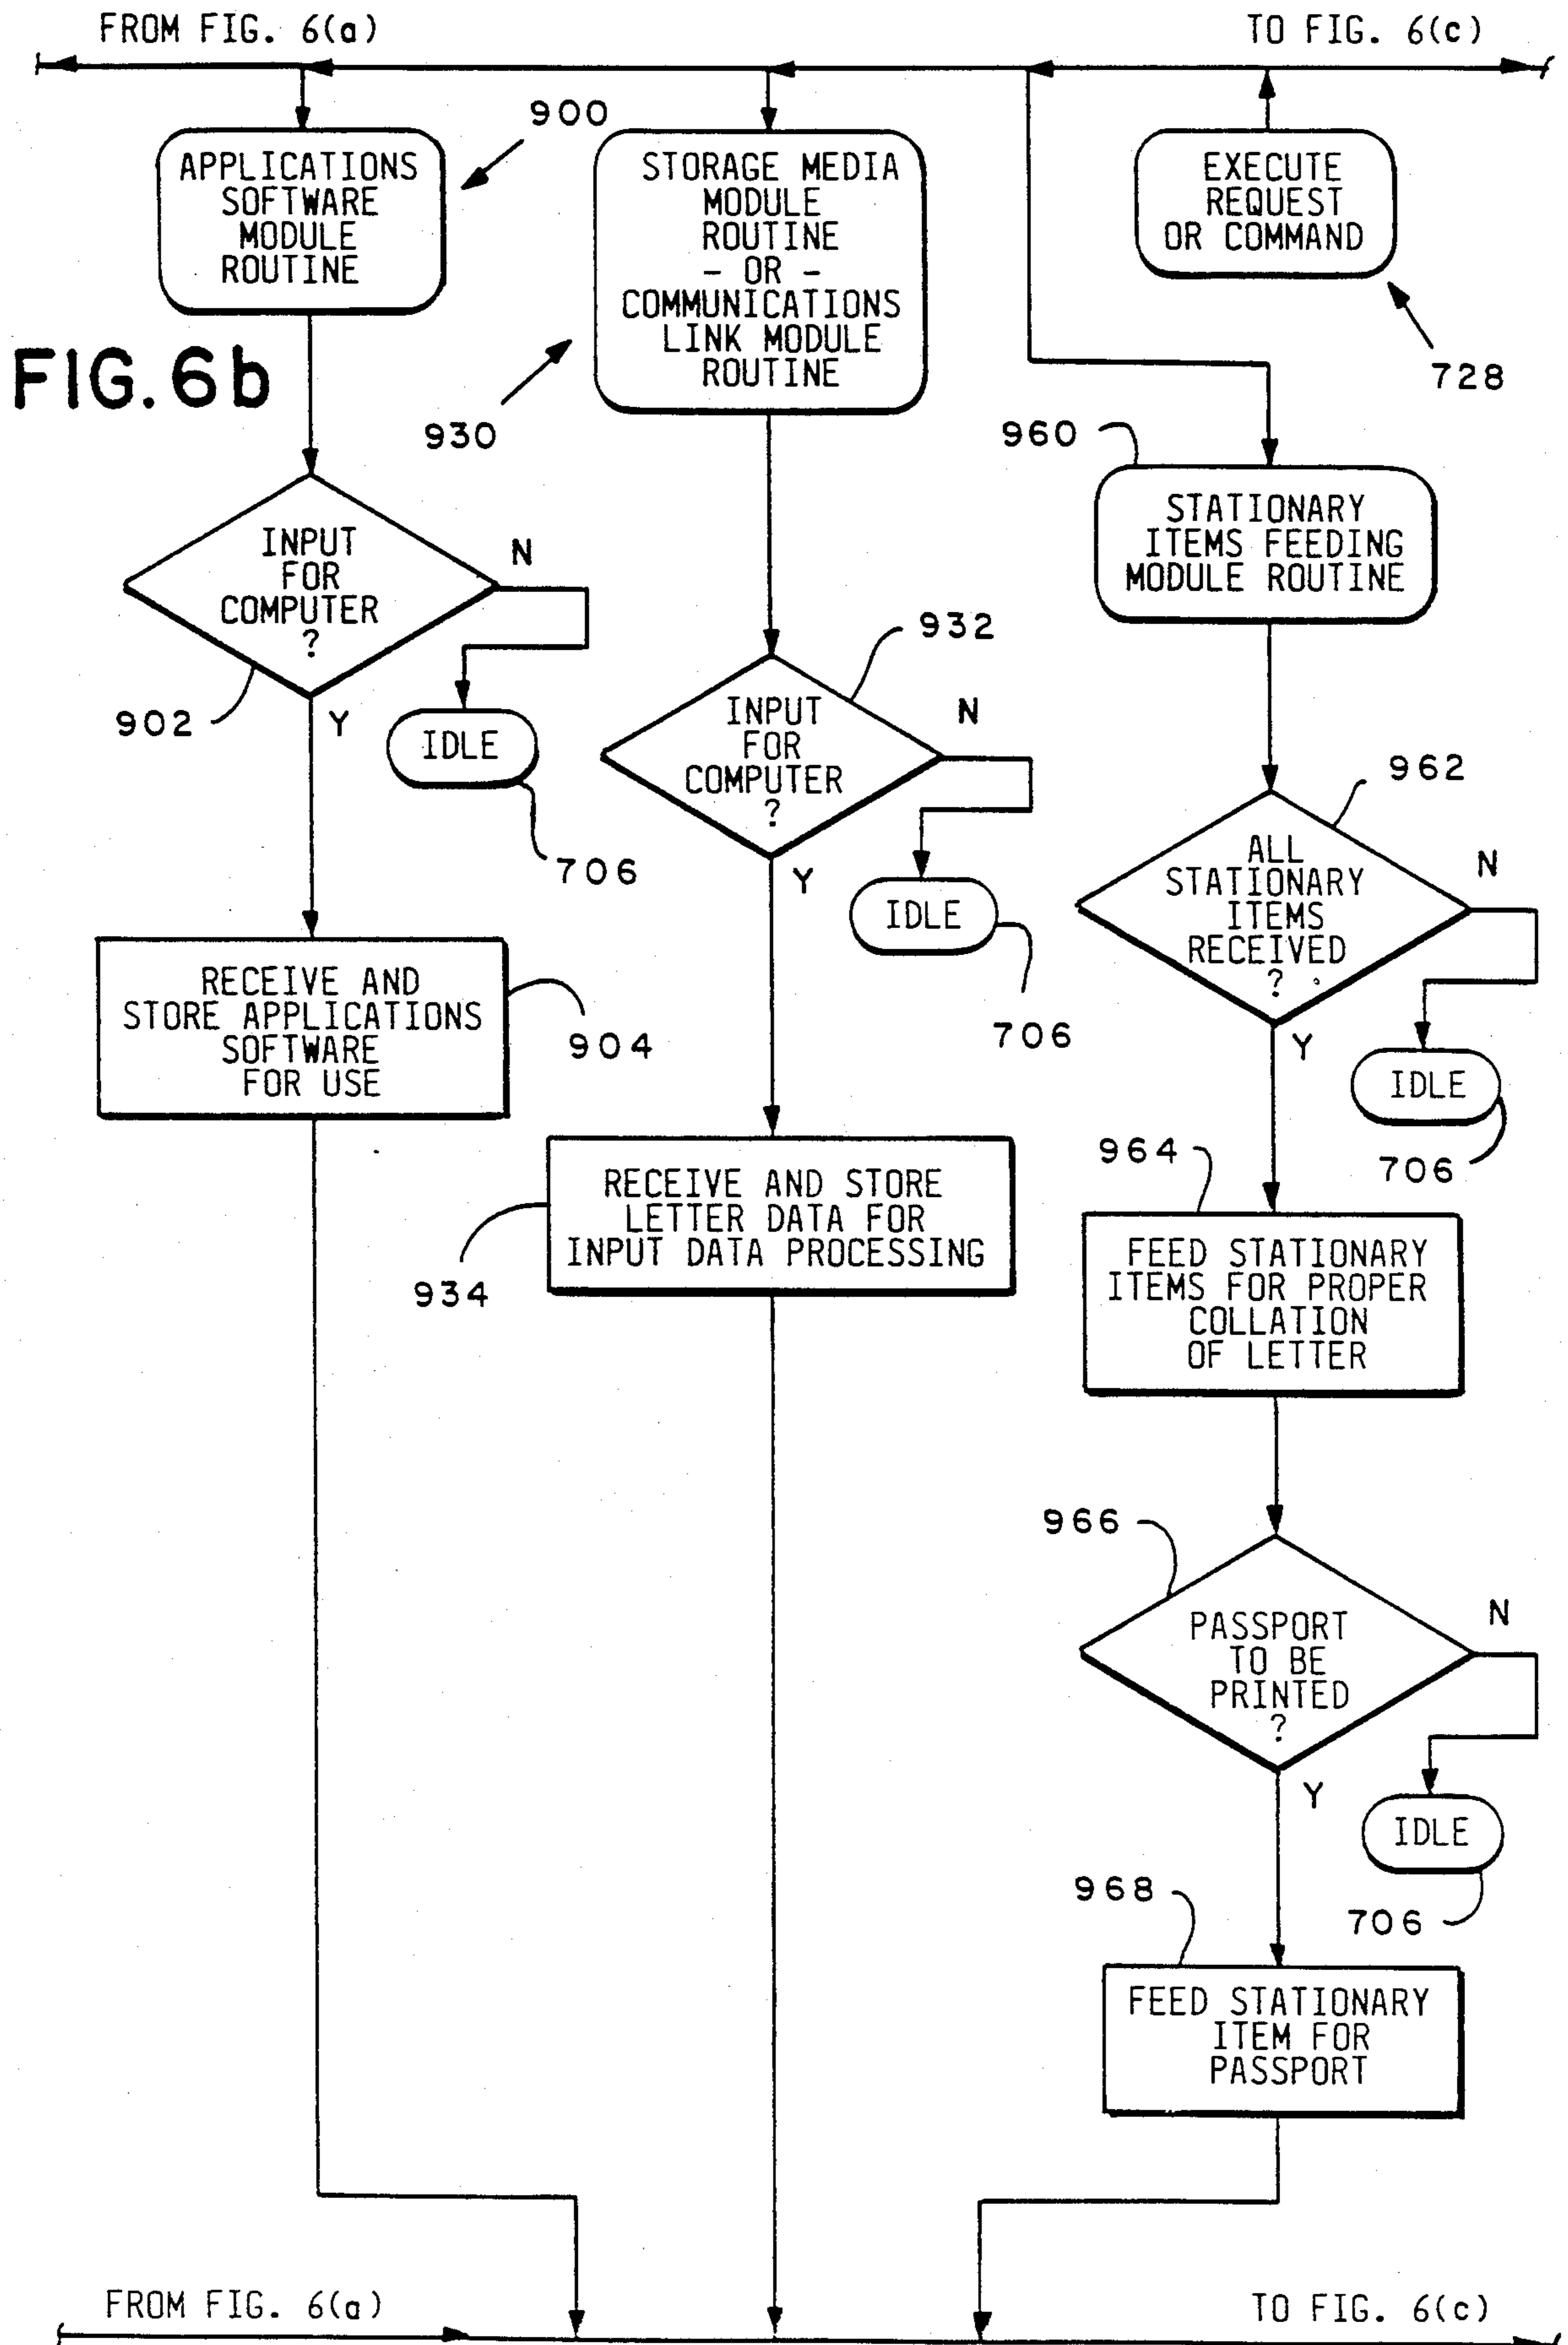 FROM FIG. 6(a)
TO FIG. 6(c)
900
APPLICATIONS
SOFTWARE
MODULE
ROUTINE
STORAGE MEDIA
MODULE
ROUTINE
- OR -
COMMUNICATIONS
LINK MODULE
ROUTINE
EXECUTE
REQUEST
OR COMMAND
728
FIG. 6b
930
960
STATIONARY
ITEMS FEEDING
MODULE ROUTINE
INPUT
FOR
COMPUTER
?
N
902
Y
IDLE
706
932
INPUT
FOR
COMPUTER
?
N
Y
IDLE
706
962
ALL
STATIONARY
ITEMS
RECEIVED
?
N
Y
IDLE
706
RECEIVE AND
STORE APPLICATIONS
SOFTWARE
FOR USE
904
RECEIVE AND STORE
LETTER DATA FOR
INPUT DATA PROCESSING
934
964
FEED STATIONARY
ITEMS FOR PROPER
COLLATION
OF LETTER
966
PASSPORT
TO BE
PRINTED
?
N
Y
IDLE
706
968
FEED STATIONARY
ITEM FOR
PASSPORT
FROM FIG. 6(a)
TO FIG. 6(c)